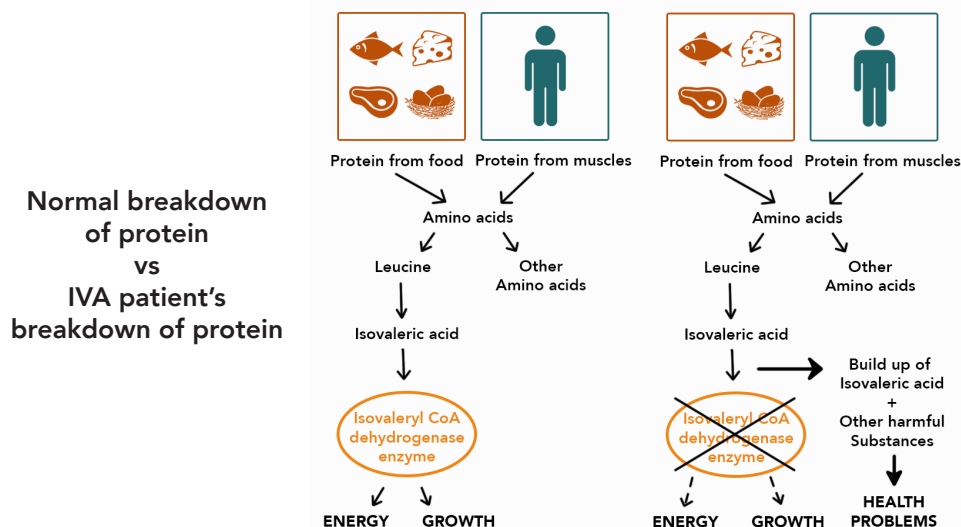 Normal breakdown
of protein
vs
IVA patient's
breakdown of protein
Protein from food
Protein from muscles
Amino acids
Leucine
Other
Amino acids
Isovaleric acid
Isovaleryl CoA
dehydrogenase
enzyme
ENERGY
GROWTH
Protein from food
Protein from muscles
Amino acids
Leucine
Other
Amino acids
Isovaleric acid
Build up of
Isovaleric acid
+
Other harmful
Substances
Isovaleryl CoA
dehydrogenase
enzyme
ENERGY
GROWTH
HEALTH
PROBLEMS